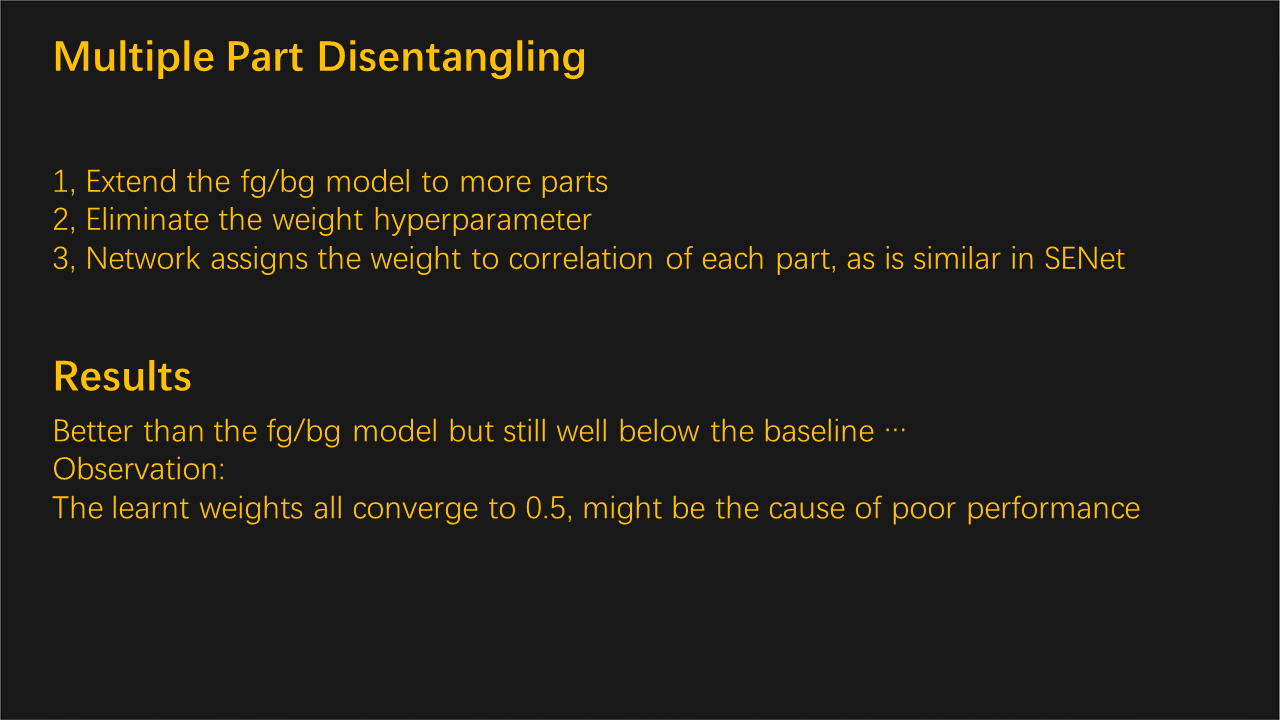 Multiple Part Disentangling
1, Extend the fg/bg model to more parts
2, Eliminate the weight hyperparameter
3, Network assigns the weight to correlation of each part, as is similar in SENet
Results
Better than the fg/bg model but still well below the baseline …
Observation:
The learnt weights all converge to 0.5, might be the cause of poor performance